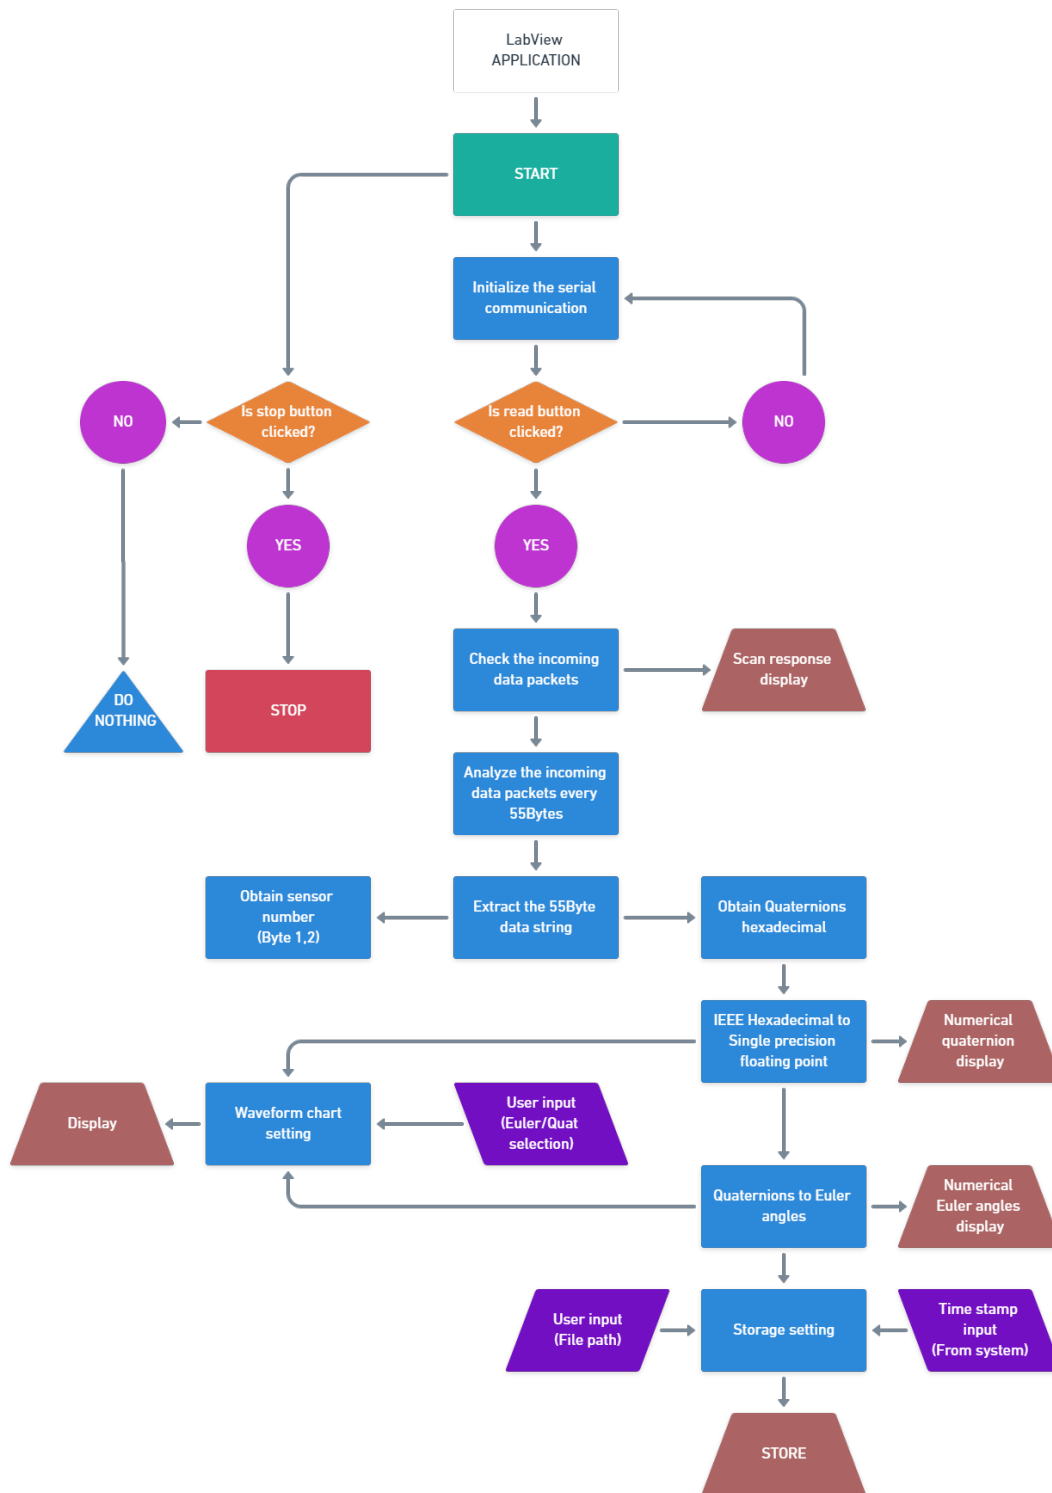 LabView
APPLICATION
START
Initialize the serial
communication
NO
Is stop button
clicked?
Is read button
clicked?
NO
YES
YES
Check the incoming
data packets
Scan response
display
DO
NOTHING
STOP
Analyze the incoming
data packets every
55Bytes
Obtain sensor
number
(Byte 1,2)
Extract the 55Byte
data string
Obtain Quaternions
hexadecimal
IEEE Hexadecimal to
Single precision
floating point
Numerical
quaternion
display
Display
Waveform chart
setting
User input
(Euler/Quat
selection)
Quaternions to Euler
angles
Numerical
Euler angles
display
User input
(File path)
Storage setting
Time stamp
input
(From system)
STORE